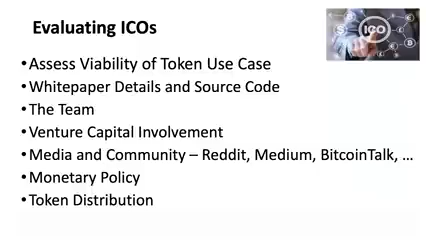 Evaluating ICOs
ICO
• Assess Viability of Token Use Case
• Whitepaper Details and Source Code
• The Team
• Venture Capital Involvement
• Media and Community – Reddit, Medium, BitcoinTalk, ...
• Monetary Policy
• Token Distribution